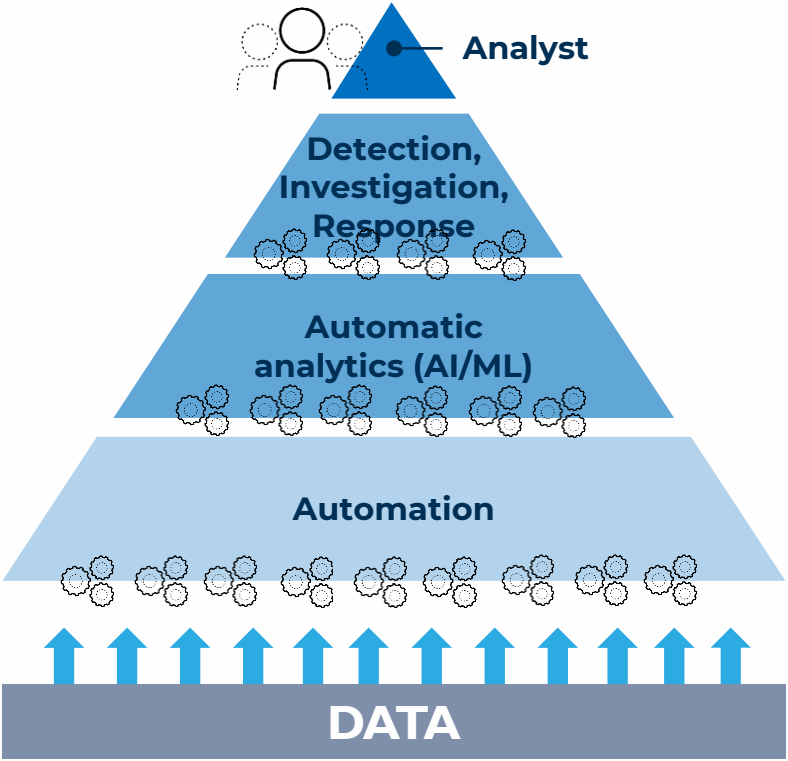 Analyst
Detection,
Investigation,
Response
Automatic
analytics (AI/ML)
Automation
DATA